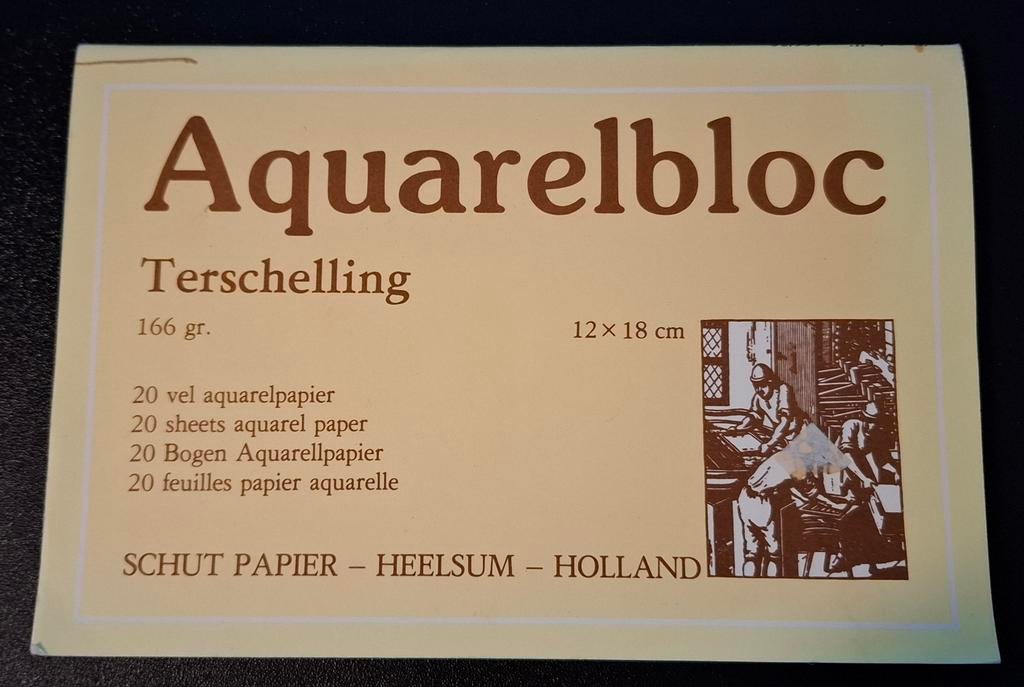 Aquarelbloc
Terschelling
166 gr.
12×18 cm
20 vel aquarelpapier
20 sheets aquarel paper
20 Bogen Aquarellpapier
20 feuilles papier aquarelle
SCHUT PAPIER – HEELSUM – HOLLAND